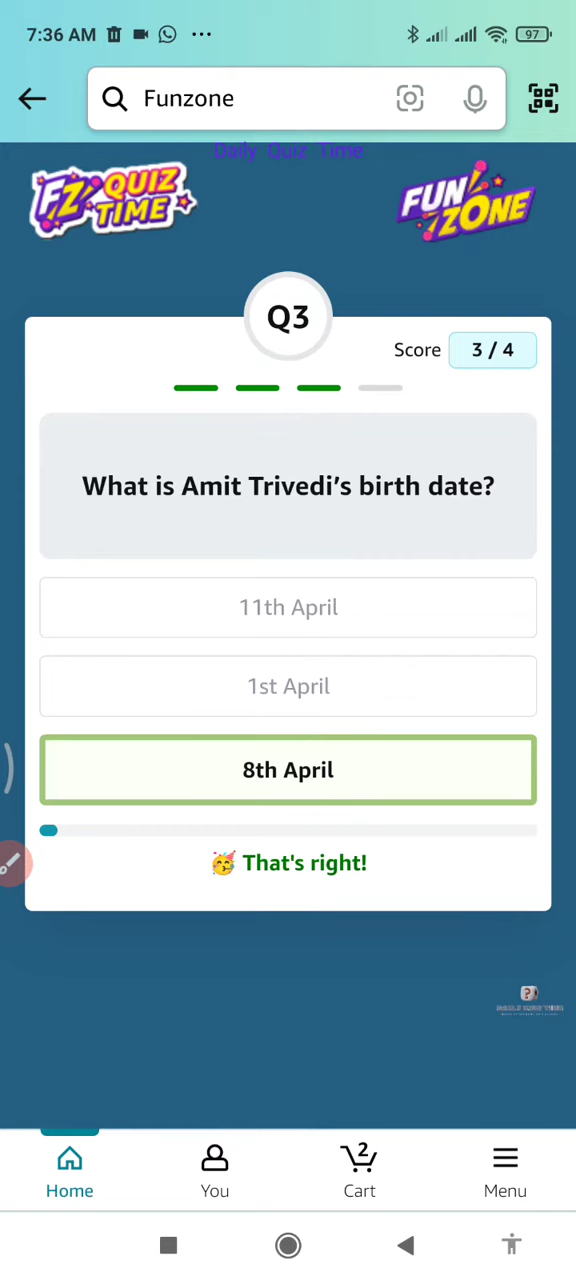 7:36 AM
97
Funzone
Daily Quiz Time
FZ QUIZ TIME
FUN ZONE
Q3
Score 3 / 4
What is Amit Trivedi’s birth date?
11th April
1st April
8th April
🥳 That's right!
Home
You
2
Cart
Menu